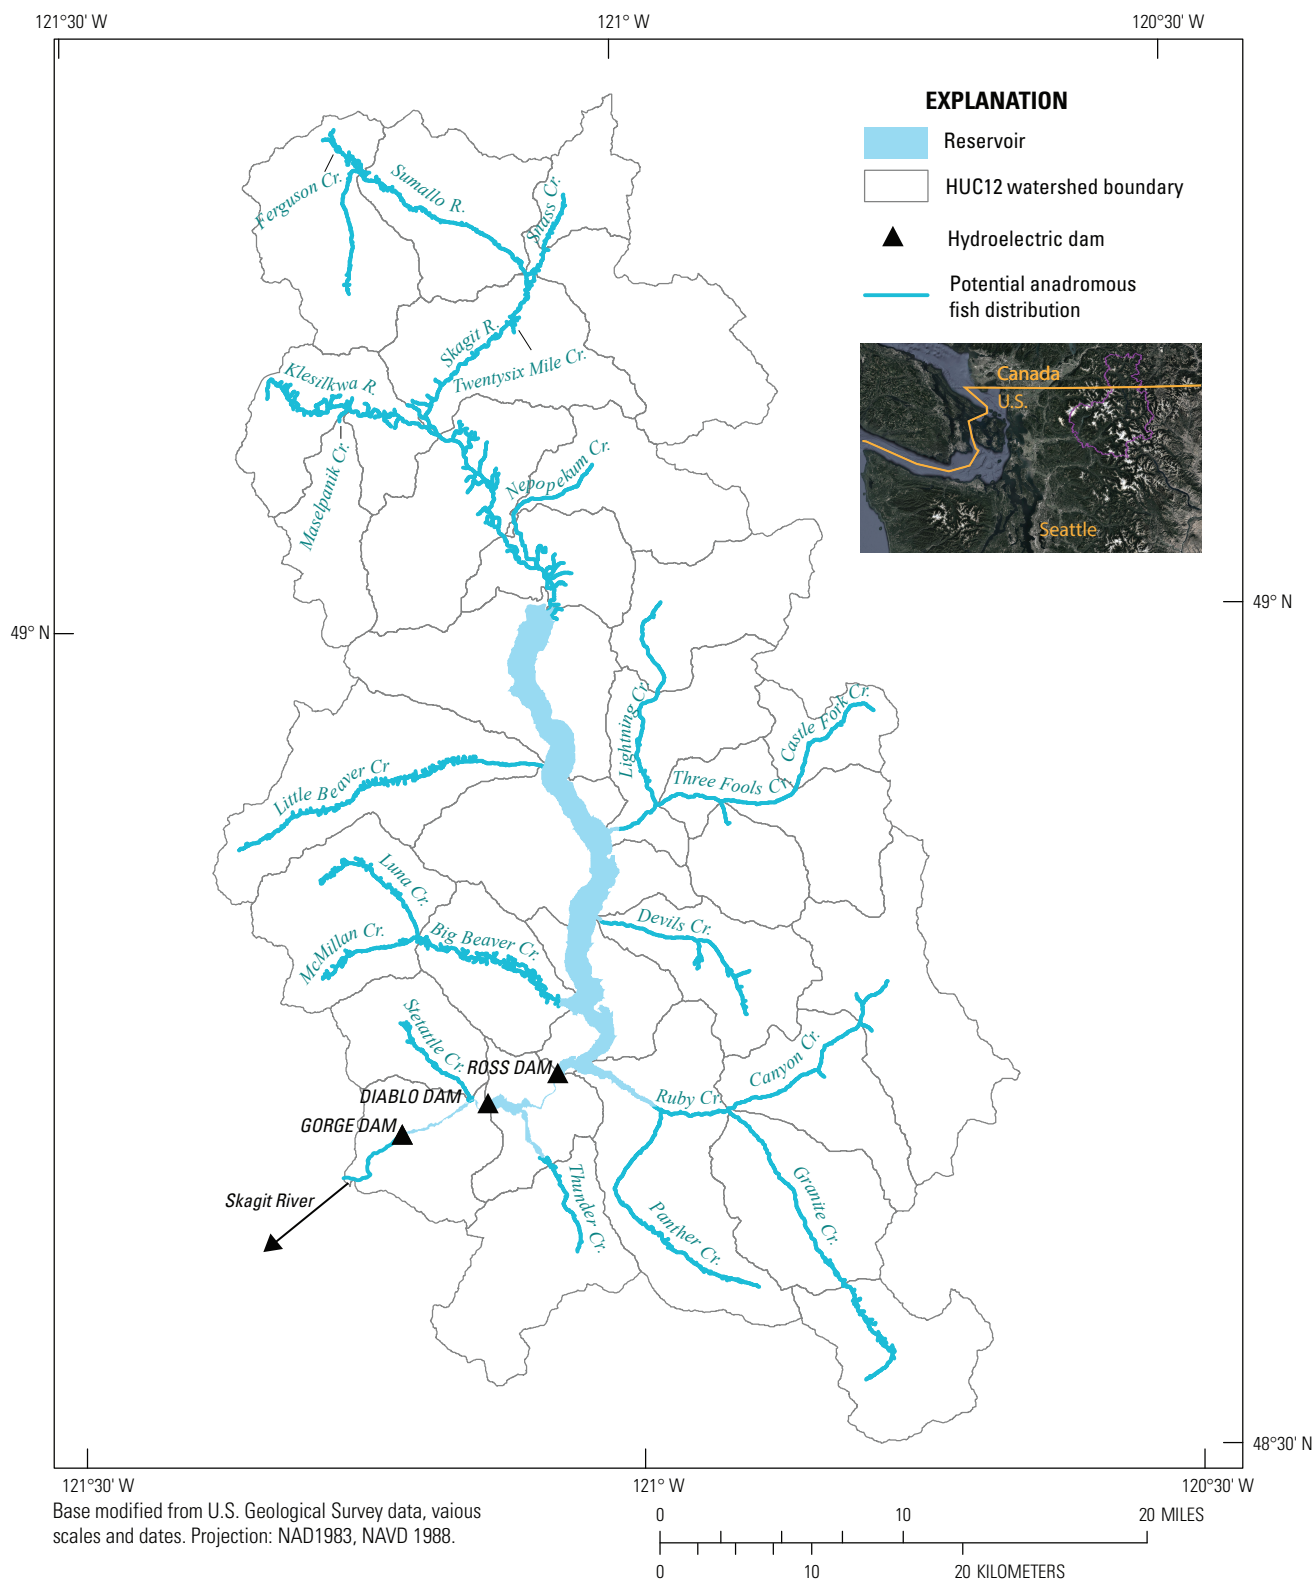 121°30' W
121° W
120°30' W
EXPLANATION
Reservoir
HUC12 watershed boundary
Hydroelectric dam
Potential anadromous
fish distribution
Canada
U.S.
Seattle
Ferguson Cr.
Sumallo R.
Snass Cr.
Skagit R.
Twentysix Mile Cr.
Klesilkwa R.
Maselpanik Cr.
Nepopekum Cr.
49° N
49° N
Lightning Cr.
Castle Fork Cr.
Three Fools Cr.
Little Beaver Cr
Luna Cr.
McMillan Cr.
Big Beaver Cr.
Devils Cr.
Stetattle Cr.
ROSS DAM
DIABLO DAM
GORGE DAM
Canyon Cr.
Ruby Cr.
Skagit River
Thunder Cr.
Panther Cr.
Granite Cr.
48°30' N
121°30' W
121° W
120°30' W
Base modified from U.S. Geological Survey data, vaious
scales and dates. Projection: NAD1983, NAVD 1988.
0 10 20 MILES
0 10 20 KILOMETERS